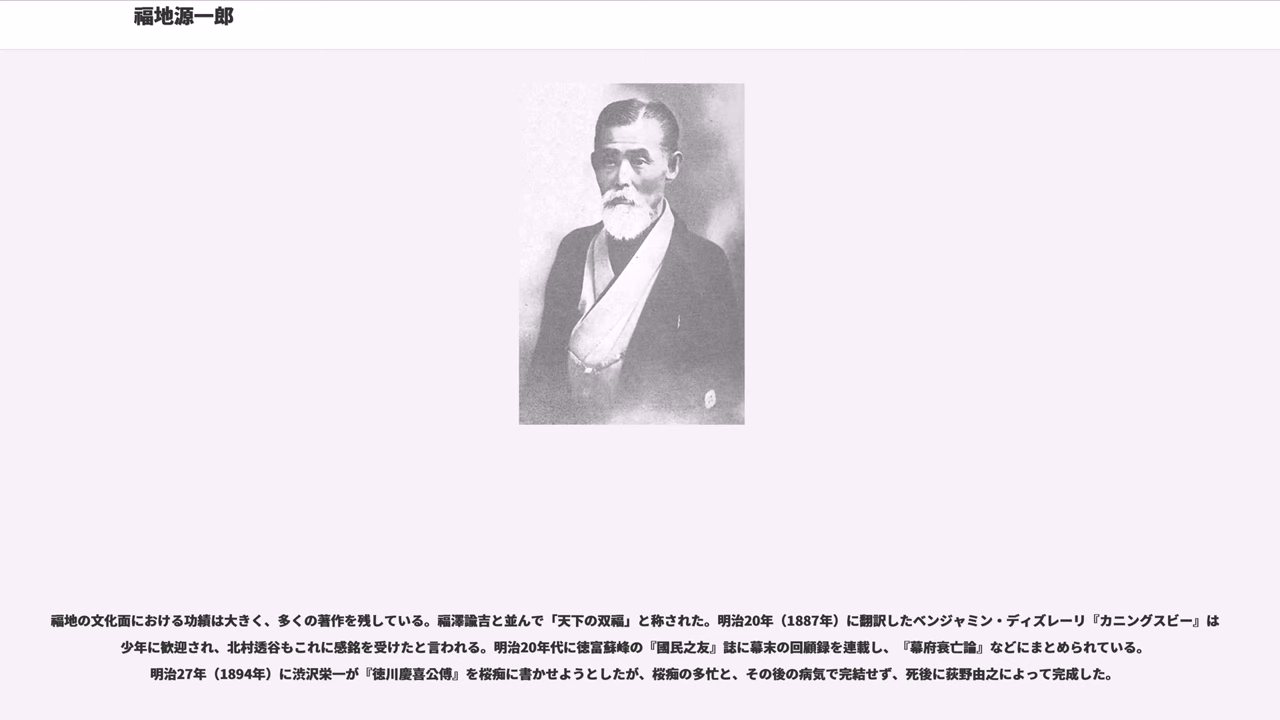 福地源一郎
福地の文化面における功績は大きく、多くの著作を残している。福澤諭吉と並んで「天下の双福」と称された。明治20年（1887年）に翻訳したベンジャミン・ディズレーリ『カニングスビー』は
少年に歓迎され、北村透谷もこれに感銘を受けたと言われる。明治20年代に徳富蘇峰の『國民之友』誌に幕末の回顧録を連載し、『幕府衰亡論』などにまとめられている。
明治27年（1894年）に渋沢栄一が『徳川慶喜公傅』を桜痴に書かせようとしたが、桜痴の多忙と、その後の病気で完結せず、死後に荻野由之によって完成した。